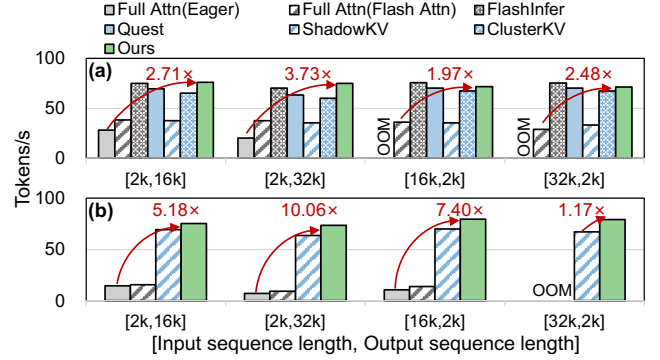 Full Attn(Eager) Full Attn(Flash Attn) FlashInfer
Quest ShadowKV ClusterKV
Ours
Tokens/s
100
50
0
(a)
2.71× 3.73× 1.97× 2.48×
OOM OOM
[2k,16k] [2k,32k] [16k,2k] [32k,2k]
100
50
0
(b)
5.18× 10.06× 7.40× 1.17×
OOM
[2k,16k] [2k,32k] [16k,2k] [32k,2k]
[Input sequence length, Output sequence length]